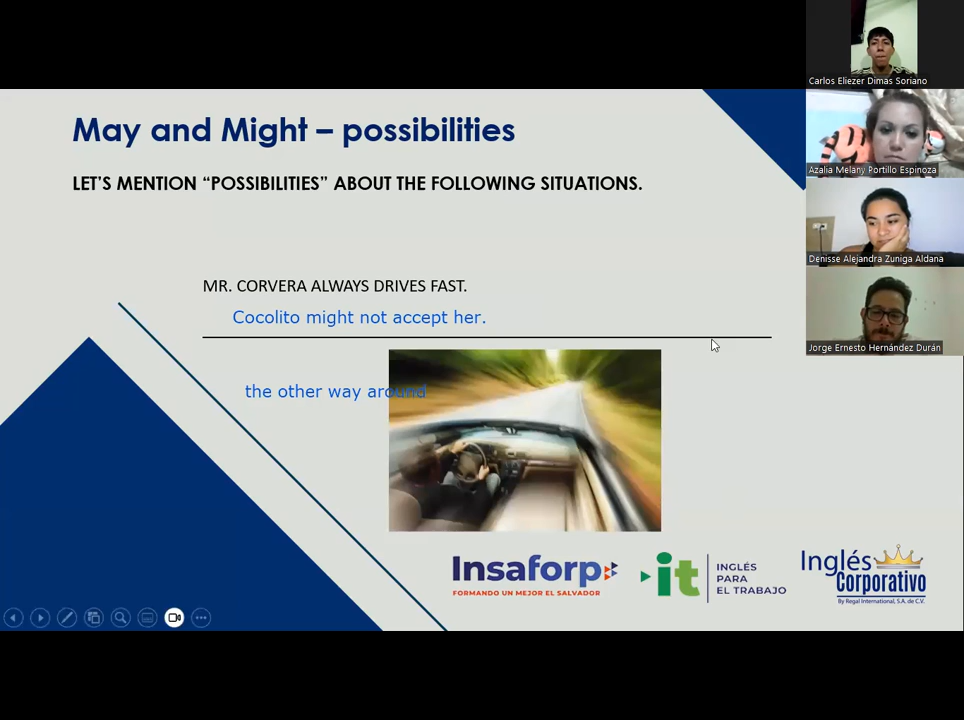 Carlos Eliezer Dimas Soriano
May and Might – possibilities
Azalia Melany Portillo Espinoza
LET'S MENTION “POSSIBILITIES” ABOUT THE FOLLOWING SITUATIONS.
Denisse Alejandra Zuniga Aldana
MR. CORVERA ALWAYS DRIVES FAST.
Cocolito might not accept her.
Jorge Ernesto Hernández Durán
the other way around
Insaforp
FORMANDO UN MEJOR EL SALVADOR
it
INGLÉS
PARA
EL TRABAJO
Inglés
Corporativo
By Regal International, S.A. de C.V.